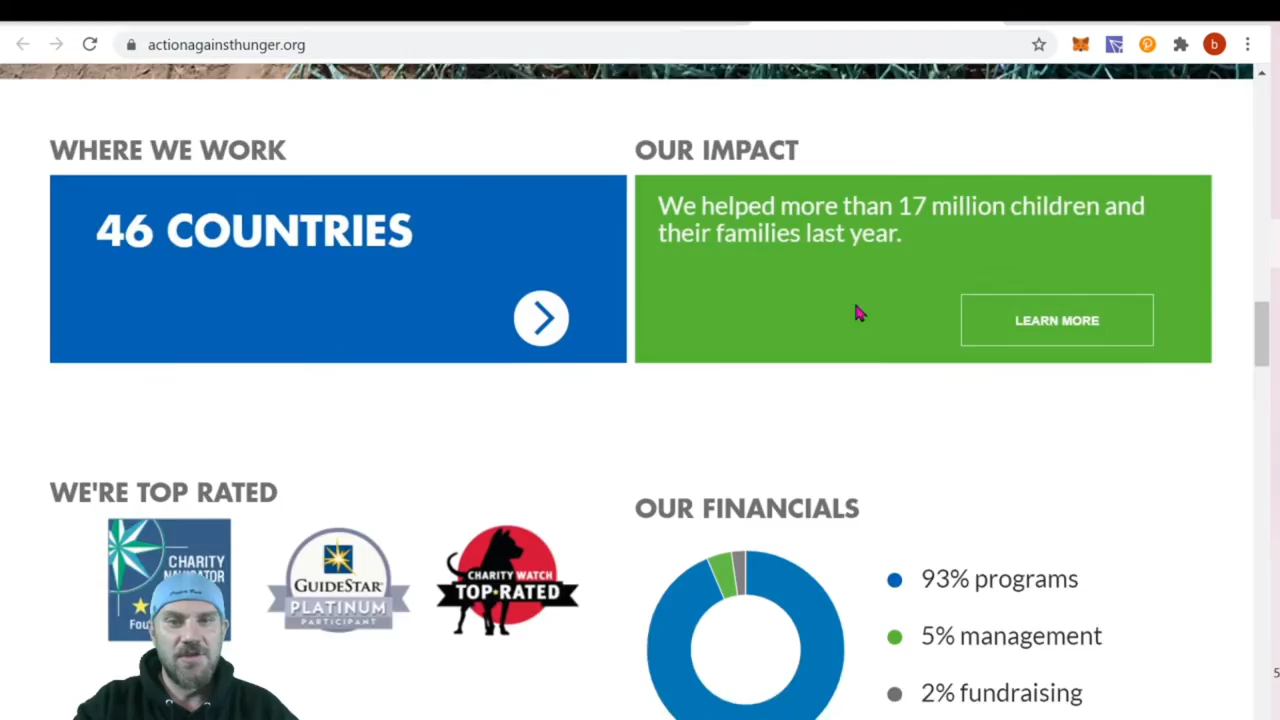 actionagainsthunger.org
b
WHERE WE WORK
46 COUNTRIES
OUR IMPACT
We helped more than 17 million children and
their families last year.
LEARN MORE
WE'RE TOP RATED
CHARITY
GUIDESTAR
PLATINUM
PARTICIPANT
CHARITY WATCH
TOP•RATED
OUR FINANCIALS
93% programs
5% management
2% fundraising
5